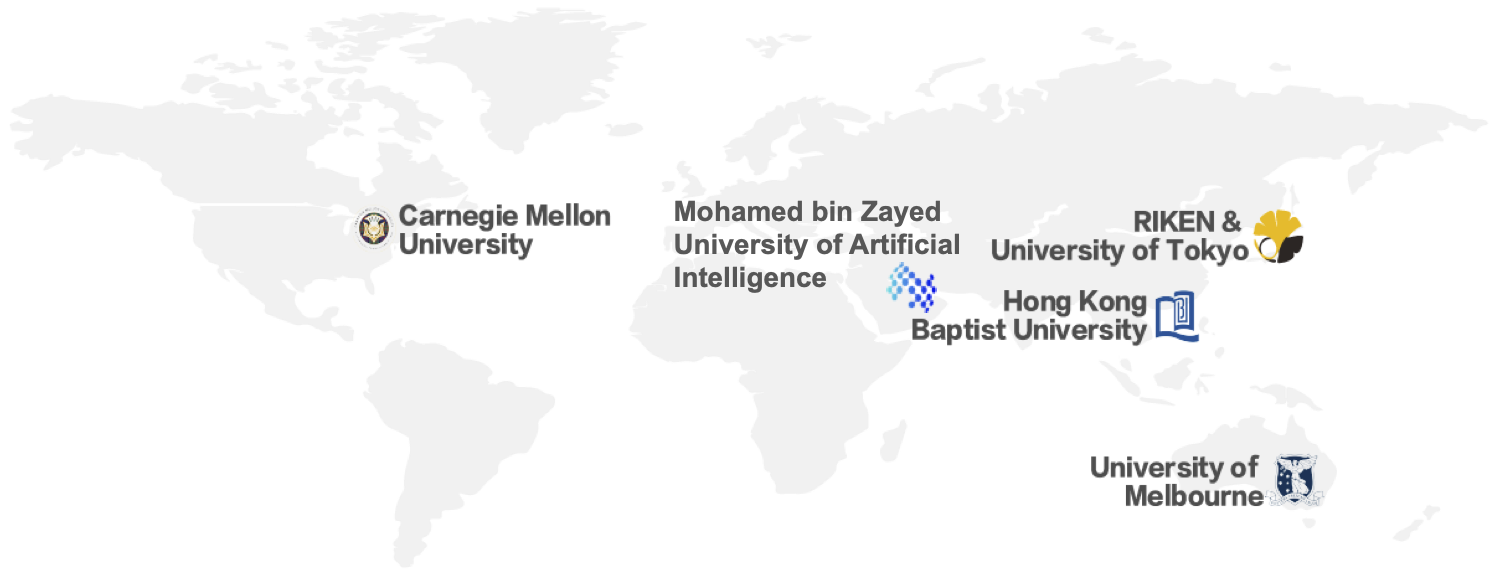 Carnegie Mellon
University
Mohamed bin Zayed
University of Artificial
Intelligence
RIKEN &
University of Tokyo
Hong Kong
Baptist University
University of
Melbourne